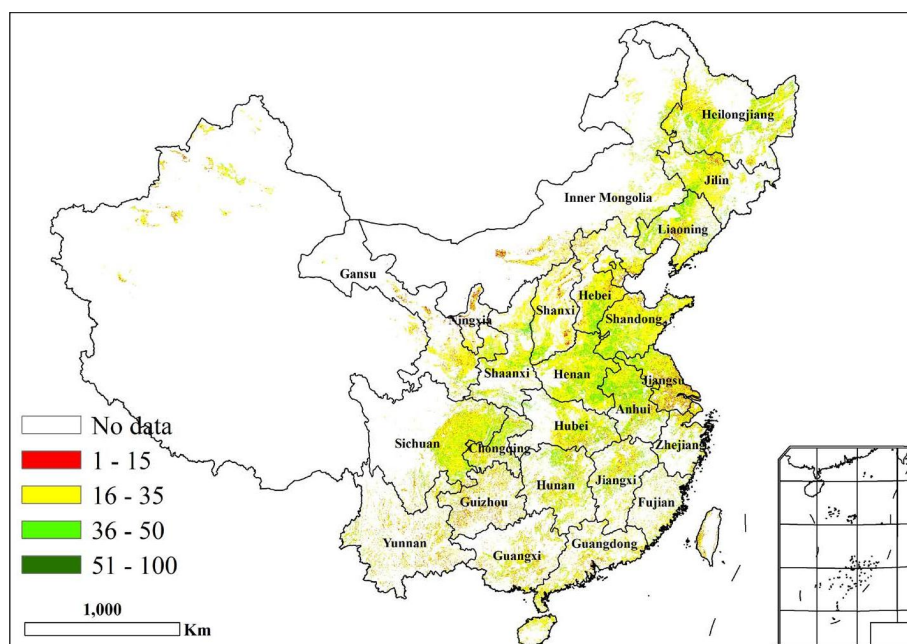 Heilongjiang
Jilin
Inner Mongolia
Liaoning
Gansu
Hebei
Ningxia
Shanxi
Shandong
Shaanxi
Henan
Jiangsu
Anhui
Hubei
Sichuan
Chongqing
Zhejiang
Hunan
Jiangxi
Guizhou
Fujian
Yunnan
Guangxi
Guangdong
No data
1 - 15
16 - 35
36 - 50
51 - 100
1,000
Km